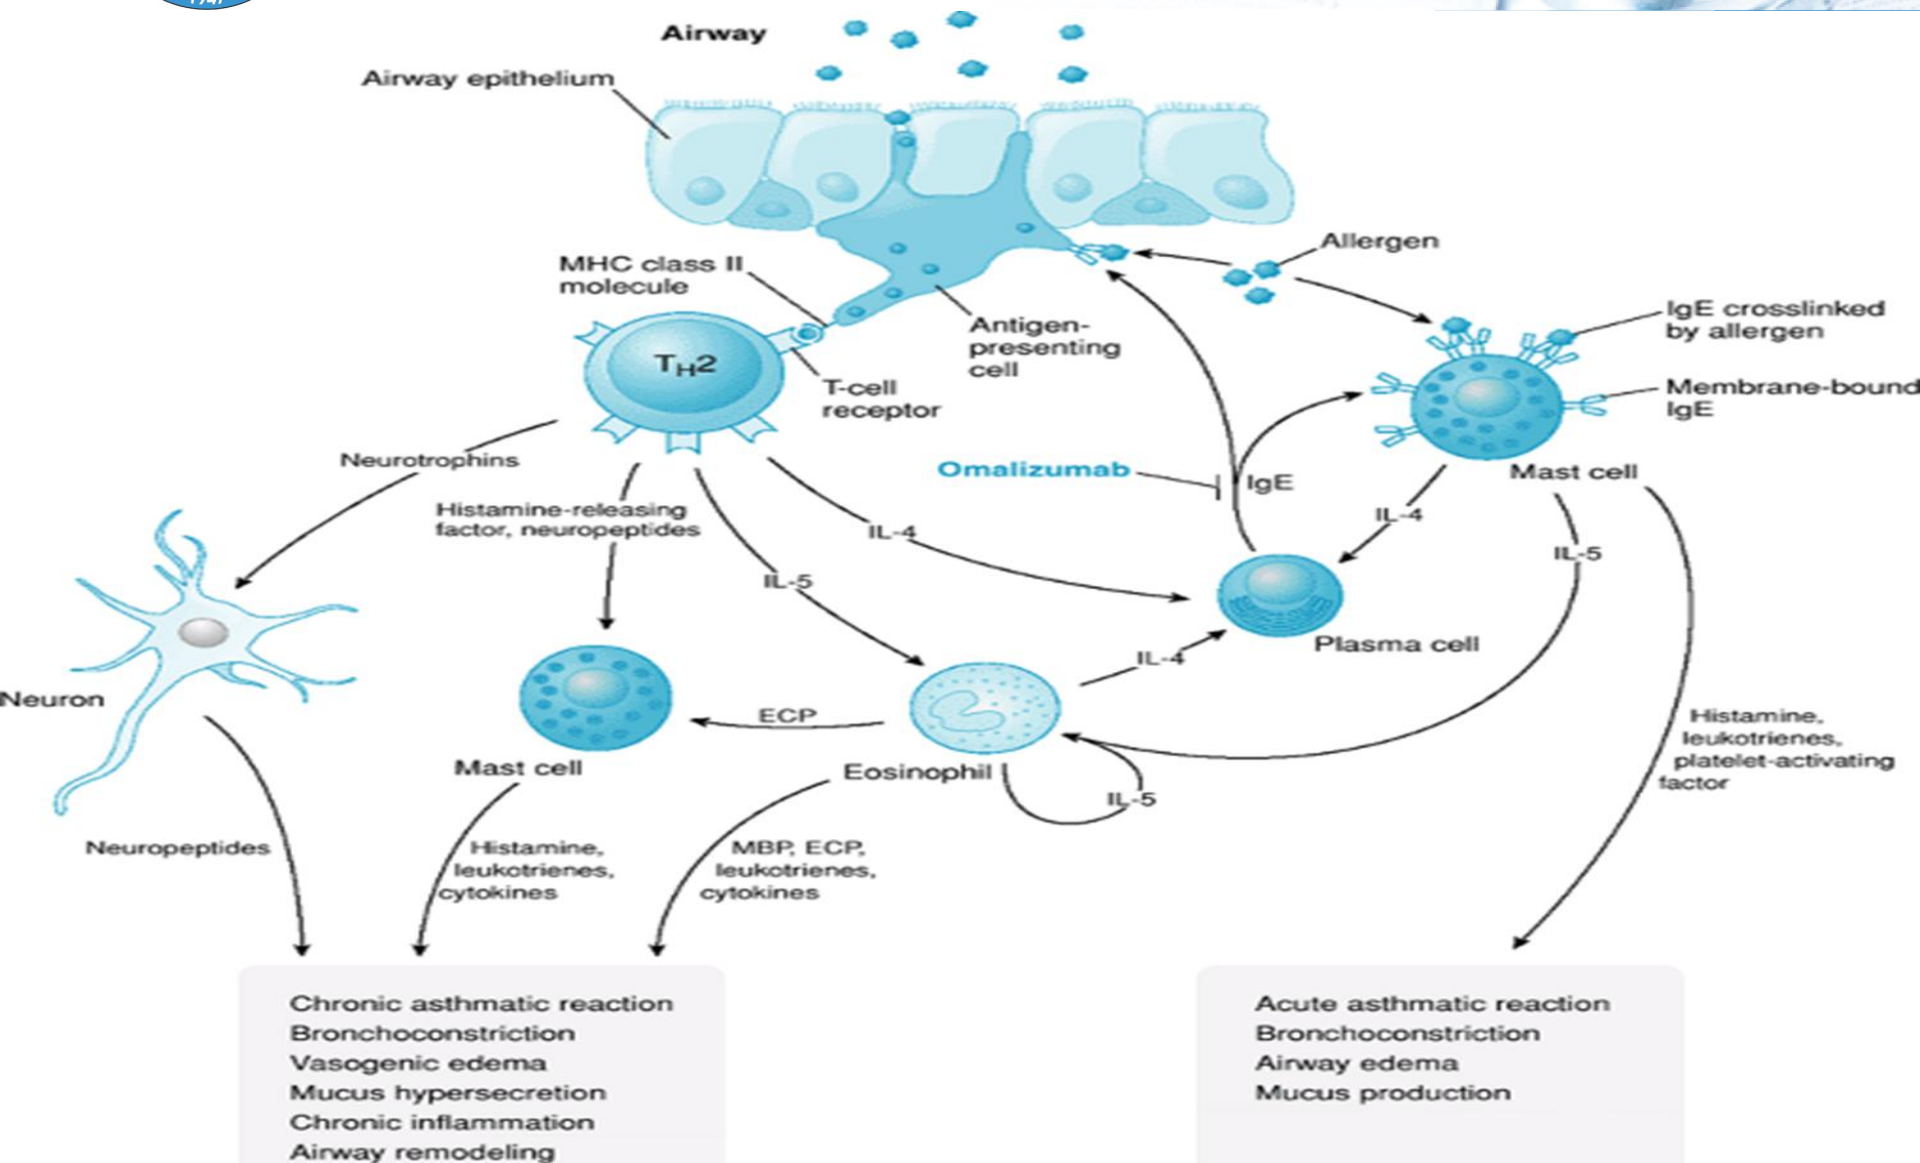 Airway
Airway epithelium
Allergen
MHC class II
molecule
IgE crosslinked
by allergen
Antigen-
presenting
cell
TH2
T-cell
receptor
Membrane-bound
IgE
Neurotrophins
Omalizumab
IgE
Mast cell
Histamine-releasing
factor, neuropeptides
IL-4
IL-4
IL-5
IL-5
Plasma cell
IL-4
Neuron
ECP
Histamine,
leukotrienes,
platelet-activating
factor
Mast cell
Eosinophil
IL-5
Neuropeptides
Histamine,
leukotrienes,
cytokines
MBP, ECP,
leukotrienes,
cytokines
Chronic asthmatic reaction
Bronchoconstriction
Vasogenic edema
Mucus hypersecretion
Chronic inflammation
Airway remodeling
Acute asthmatic reaction
Bronchoconstriction
Airway edema
Mucus production